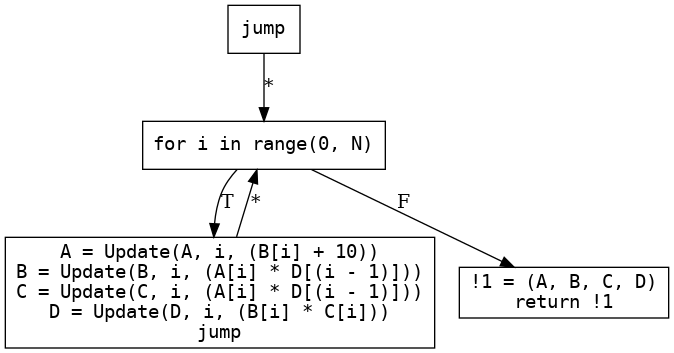 jump
*
for i in range(0, N)
T
*
F
A = Update(A, i, (B[i] + 10))
B = Update(B, i, (A[i] * D[(i - 1)]))
C = Update(C, i, (A[i] * D[(i - 1)]))
D = Update(D, i, (B[i] * C[i]))
jump
!1 = (A, B, C, D)
return !1